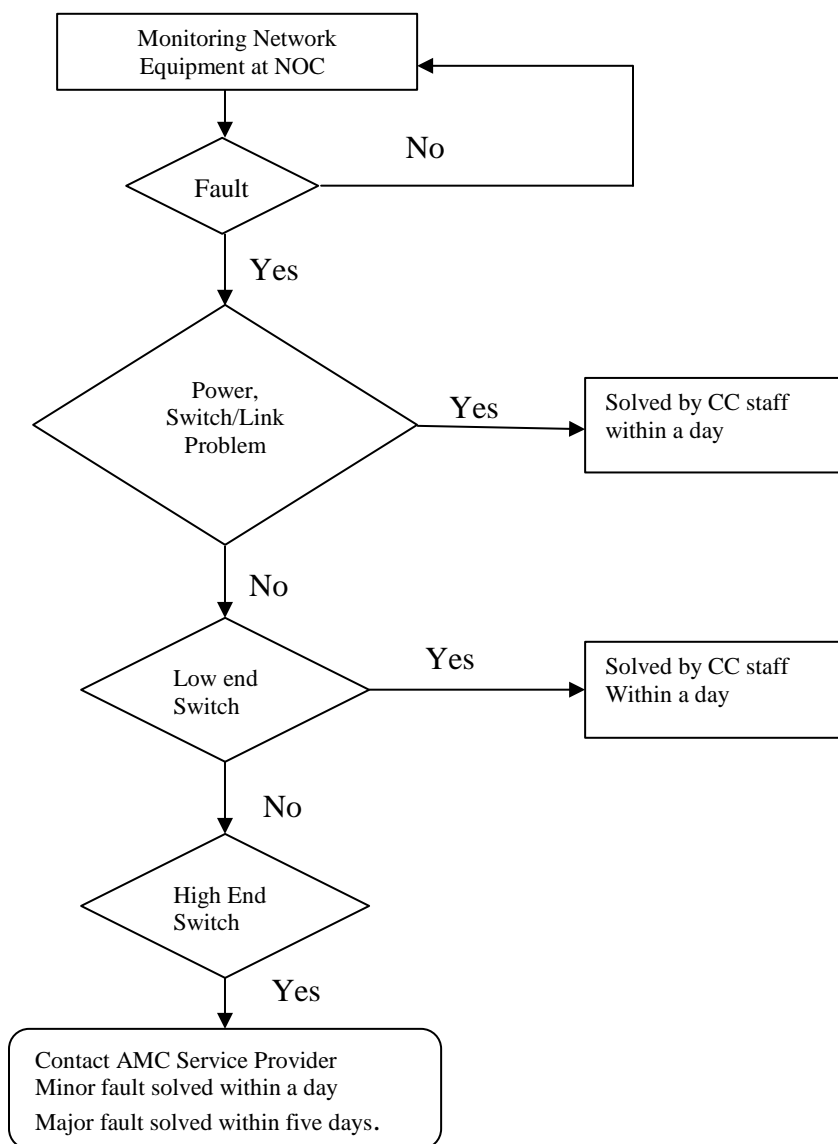 Monitoring Network
Equipment at NOC
No
Fault
Yes
Power,
Switch/Link
Problem
Yes
Solved by CC staff
within a day
No
Low end
Switch
Yes
Solved by CC staff
Within a day
No
High End
Switch
Yes
Contact AMC Service Provider
Minor fault solved within a day
Major fault solved within five days.